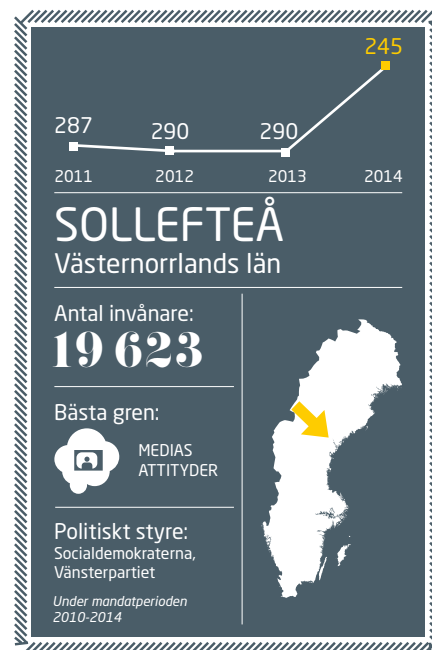 245
287
290
290
2011
2012
2013
2014
SOLLEFTEÅ
Västernorrlands län
Antal invånare:
19 623
Bästa gren:
MEDIAS
ATTITYDER
Politiskt styre:
Socialdemokraterna,
Vänsterpartiet
Under mandatperioden
2010-2014